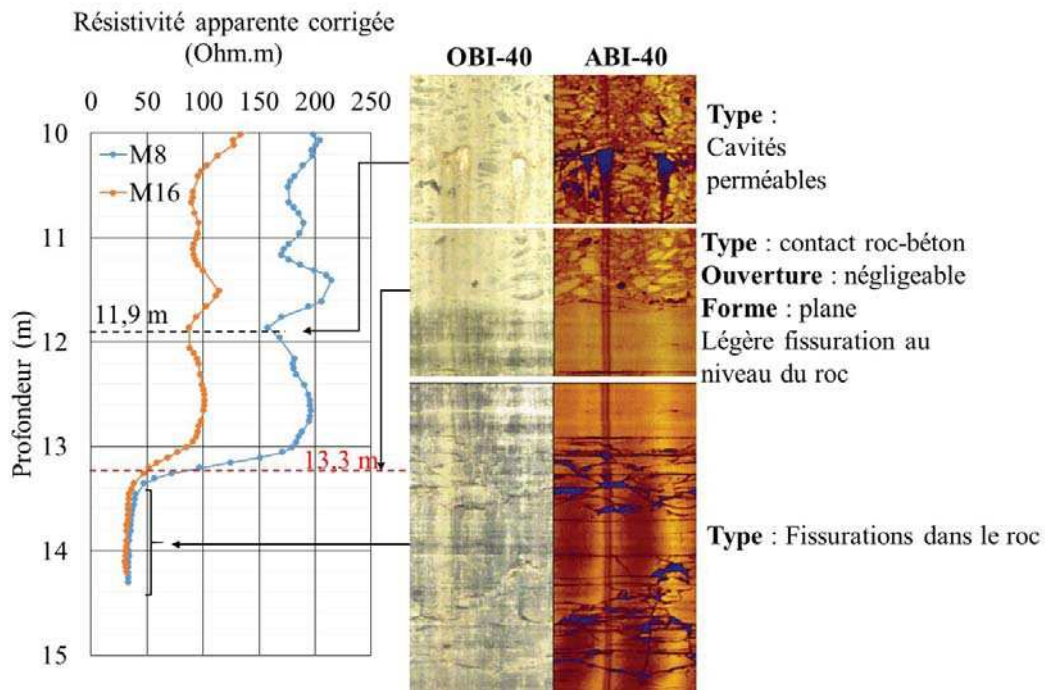 Résistivité apparente corrigée
(Ohm.m)
0 50 100 150 200 250
OBI-40 ABI-40
Profondeur (m)
10
11
12
13
14
15
M8
M16
11,9 m
13,3 m
Type :
Cavités
perméables
Type : contact roc-béton
Ouverture : négligeable
Forme : plane
Légère fissuration au
niveau du roc
Type : Fissurations dans le roc